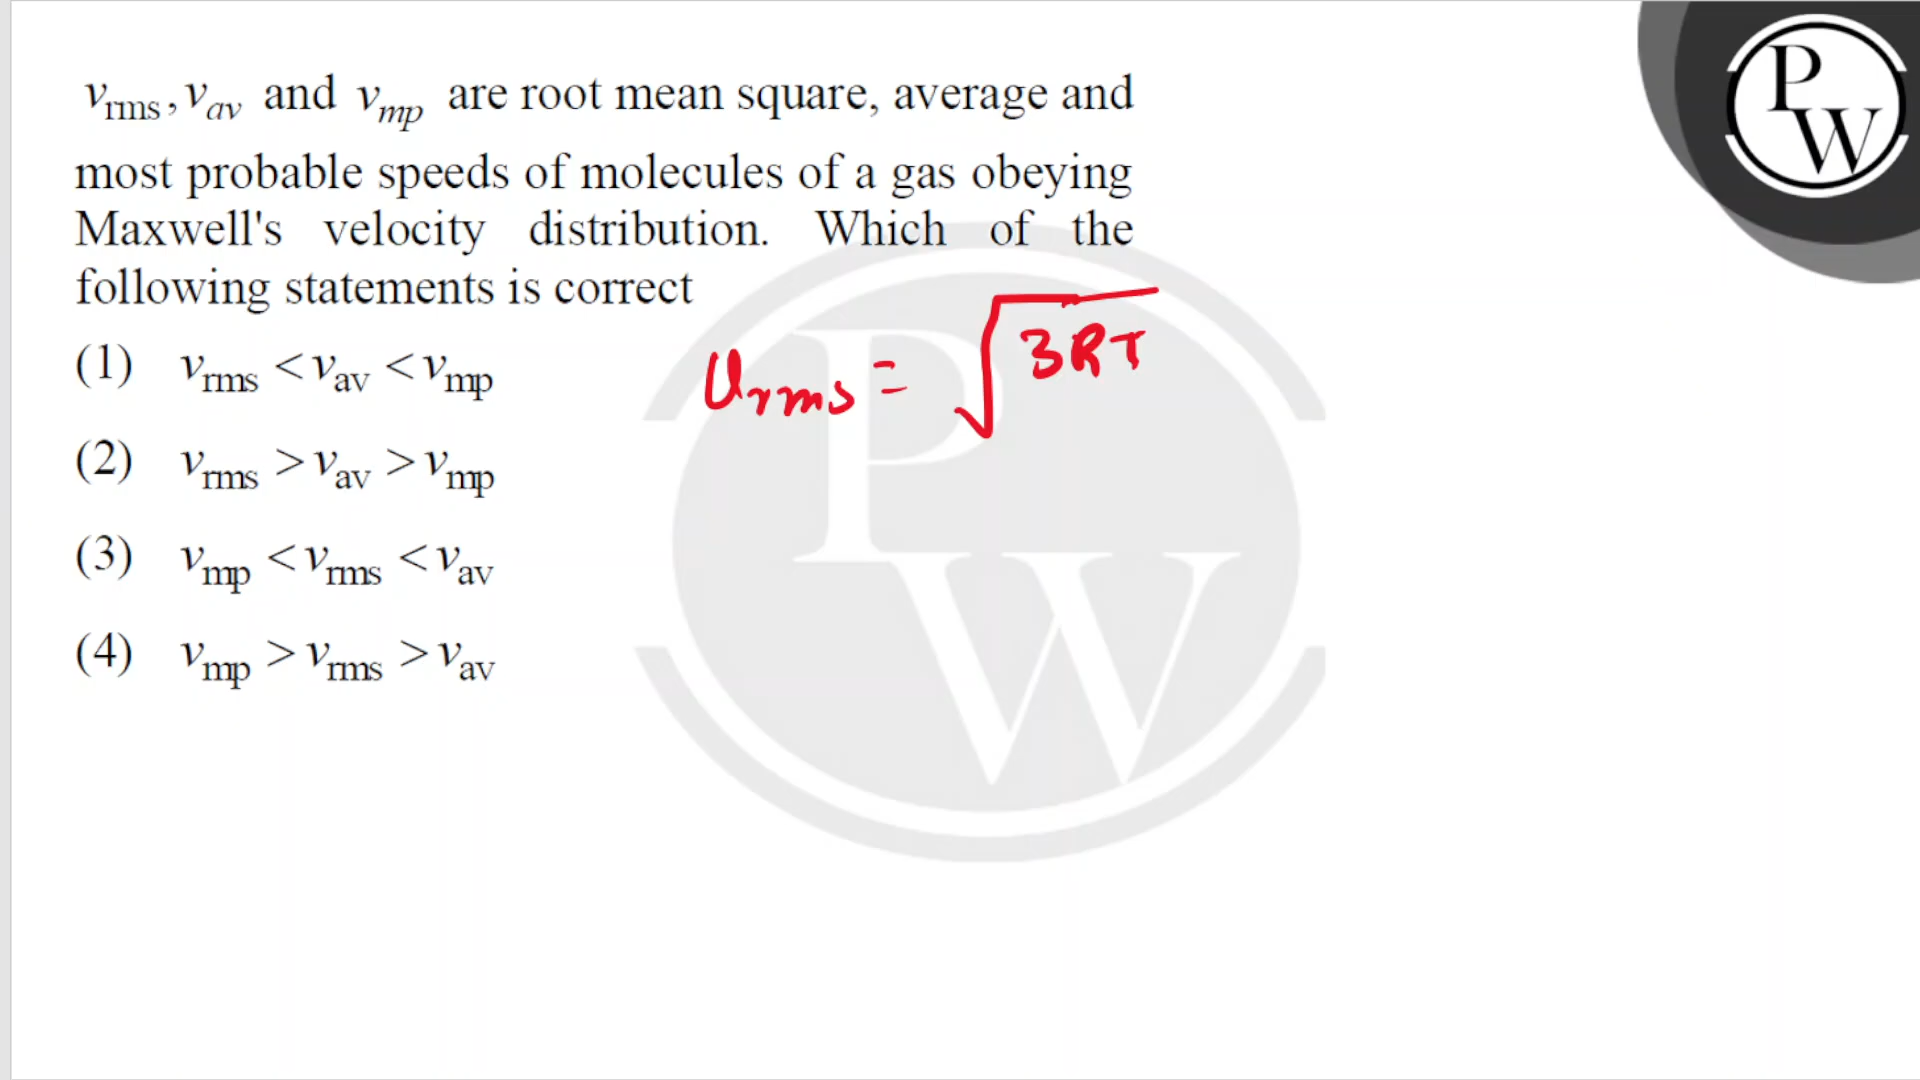 v_rms, v_av and v_mp are root mean square, average and
most probable speeds of molecules of a gas obeying
Maxwell's velocity distribution. Which of the
following statements is correct
(1) v_rms < v_av < v_mp
(2) v_rms > v_av > v_mp
(3) v_mp < v_rms < v_av
(4) v_mp > v_rms > v_av
U_rms = √3RT
PW
PW